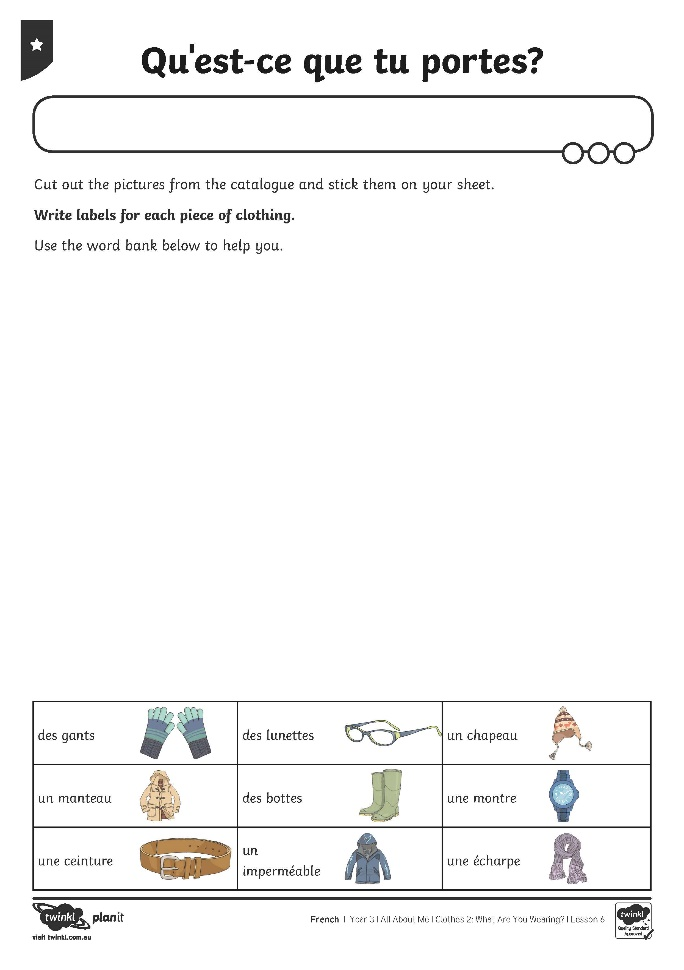 Qu'est-ce que tu portes?
Cut out the pictures from the catalogue and stick them on your sheet.
Write labels for each piece of clothing.
Use the word bank below to help you.
des gants
des lunettes
un chapeau
un manteau
des bottes
une montre
une ceinture
un
imperméable
une écharpe
twinkl planit
visit twinkl.com.au
French | Year 3 | All About Me | Clothes 2: What Are You Wearing? | Lesson 6
twinkl
Quality Standard
Approved